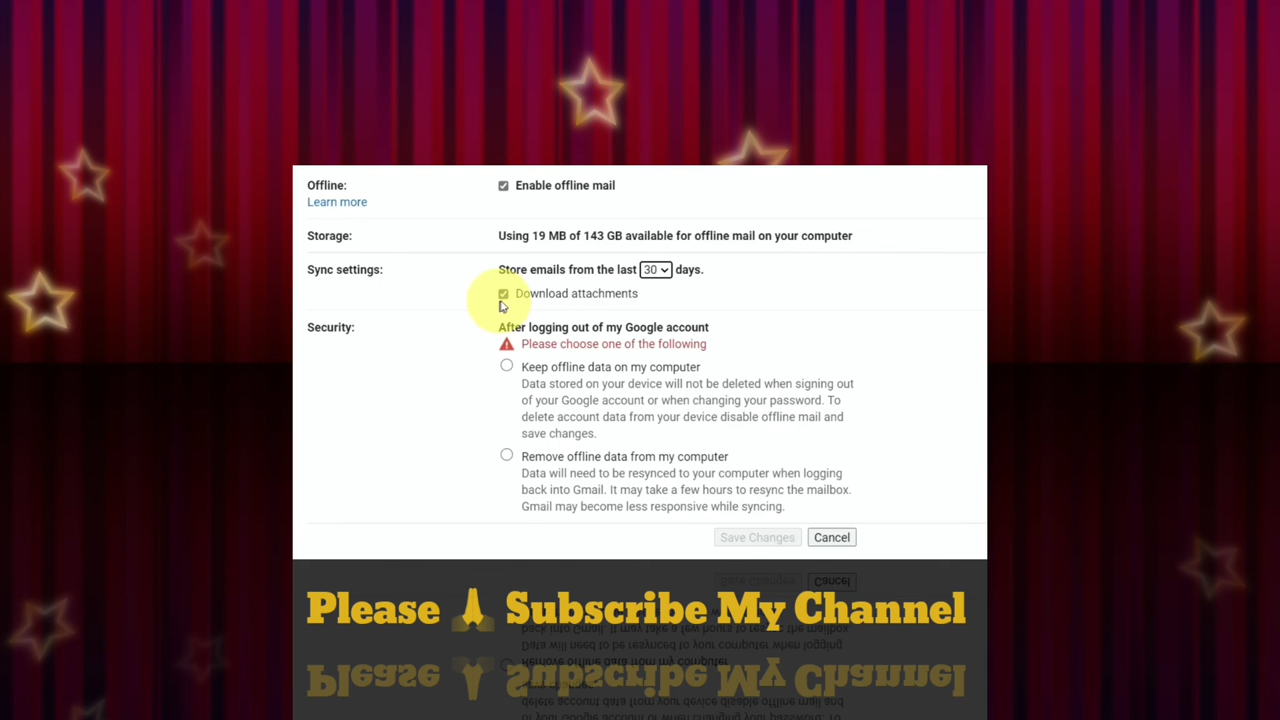 Offline:
Enable offline mail
Learn more
Storage:
Using 19 MB of 143 GB available for offline mail on your computer
Sync settings:
Store emails from the last 30 days.
Download attachments
Security:
After logging out of my Google account
Please choose one of the following
Keep offline data on my computer
Data stored on your device will not be deleted when signing out
of your Google account or when changing your password. To
delete account data from your device disable offline mail and
save changes.
Remove offline data from my computer
Data will need to be resynced to your computer when logging
back into Gmail. It may take a few hours to resync the mailbox.
Gmail may become less responsive while syncing.
Save Changes Cancel
Please 🙏 Subscribe My Channel